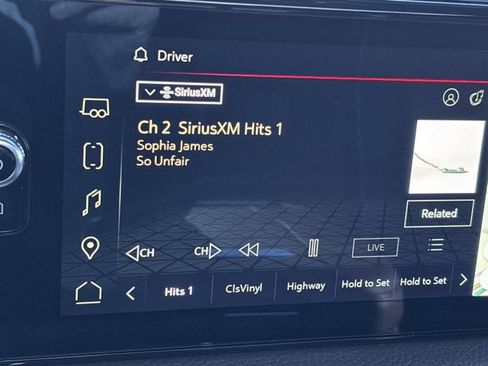 Driver
SiriusXM
Ch 2 SiriusXM Hits 1
Sophia James
So Unfair
Related
CH
CH
LIVE
Hits 1
ClsVinyl
Highway
Hold to Set
Hold to Set